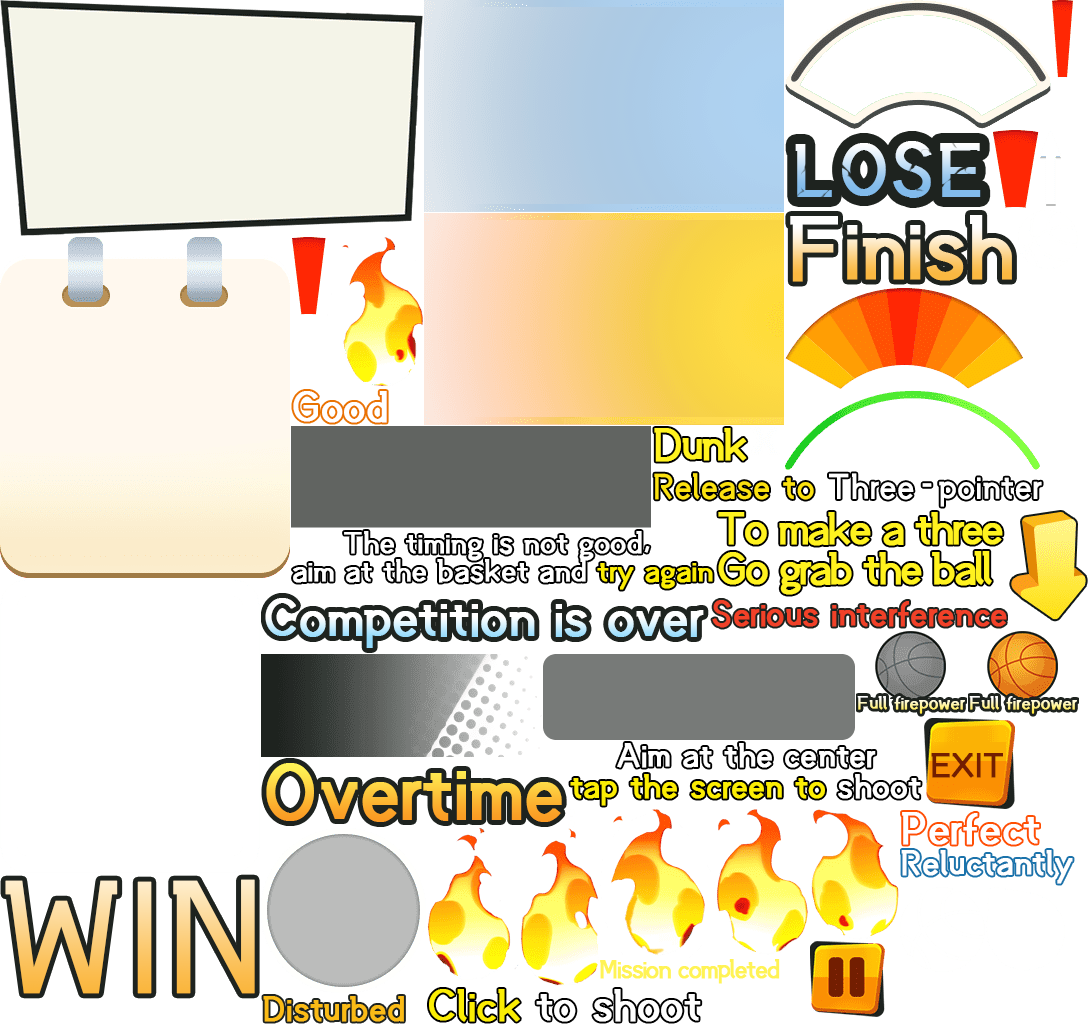 LOSE
Finish
Good
Dunk
Release to Three-pointer
The timing is not good,
aim at the basket and try again
To make a three
Go grab the ball
Competition is over
Serious interference
Full firepower
Full firepower
Aim at the center
tap the screen to shoot
EXIT
Overtime
Perfect
Reluctantly
WIN
Mission completed
Disturbed
Click to shoot